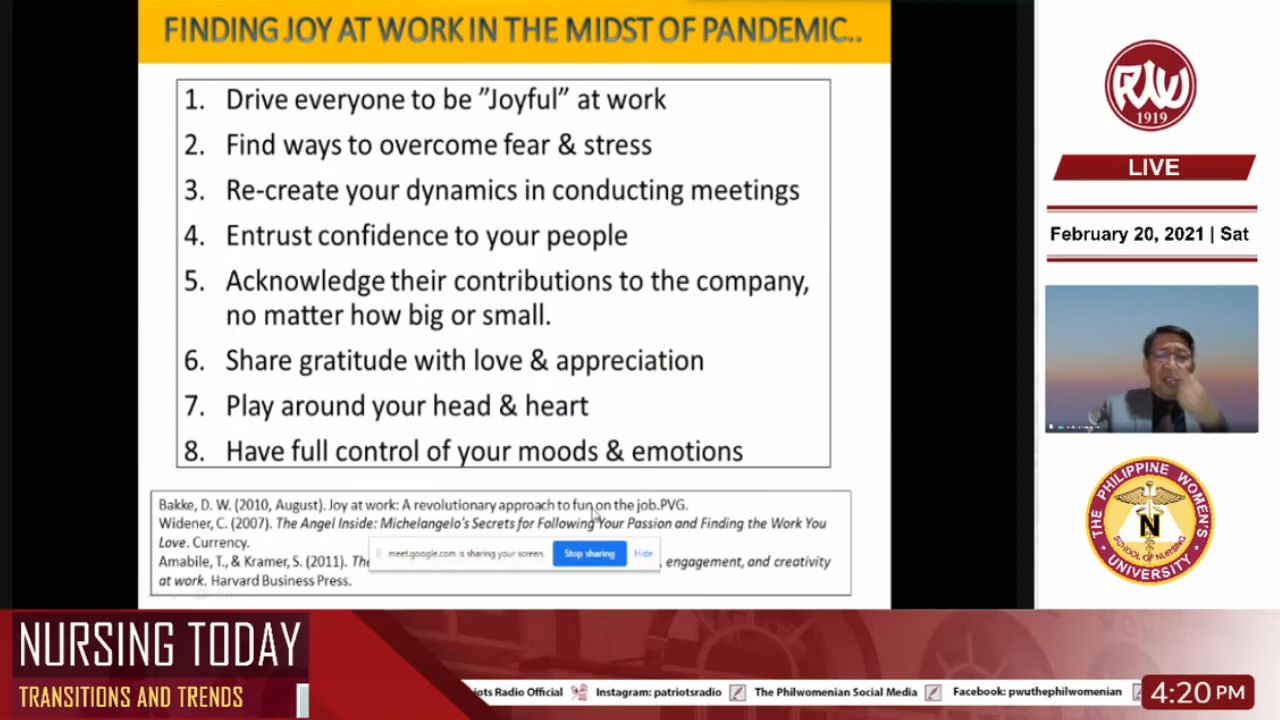 FINDING JOY AT WORK IN THE MIDST OF PANDEMIC..
1. Drive everyone to be ”Joyful” at work
2. Find ways to overcome fear & stress
3. Re-create your dynamics in conducting meetings
4. Entrust confidence to your people
5. Acknowledge their contributions to the company,
no matter how big or small.
6. Share gratitude with love & appreciation
7. Play around your head & heart
8. Have full control of your moods & emotions
Bakke, D. W. (2010, August). Joy at work: A revolutionary approach to fun on the job.PVG.
Widener, C. (2007). The Angel Inside: Michelangelo's Secrets for Following Your Passion and Finding the Work You
Love. Currency.
Amabile, T., & Kramer, S. (2011). engagement, and creativity
at work. Harvard Business Press.
meet.google.com is sharing your screen. Stop sharing Hide
1919
LIVE
February 20, 2021 | Sat
THE PHILIPPINE WOMEN'S UNIVERSITY
SCHOOL OF NURSING
N
NURSING TODAY
TRANSITIONS AND TRENDS
iots Radio Official Instagram: patriotsradio The Philwomenian Social Media Facebook: pwuthephilwomenian
4:20 PM